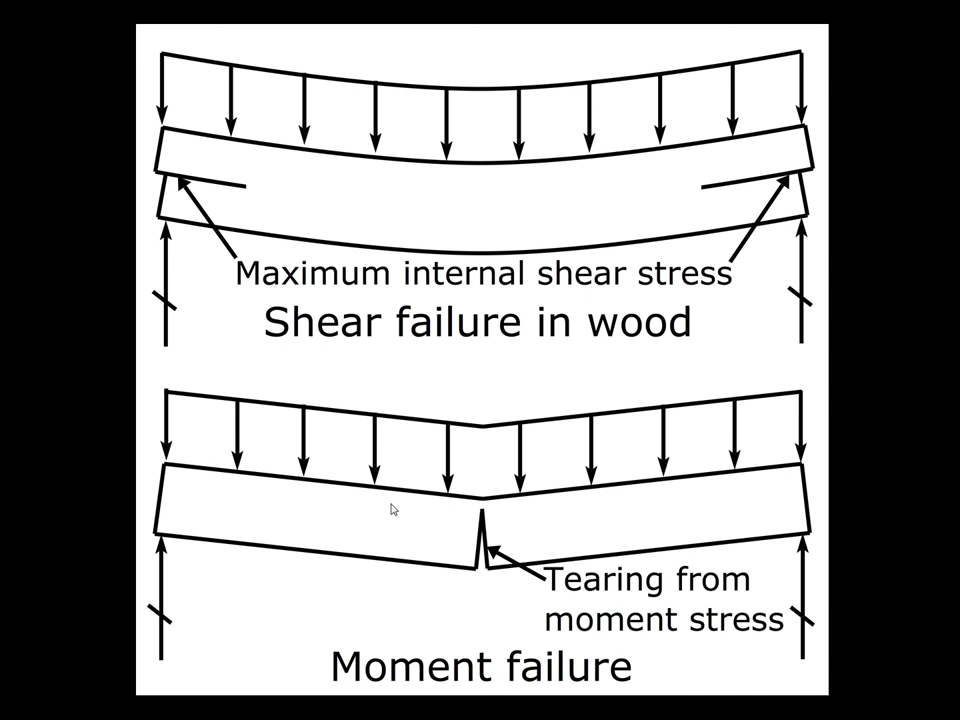 Maximum internal shear stress
Shear failure in wood
Tearing from
moment stress
Moment failure